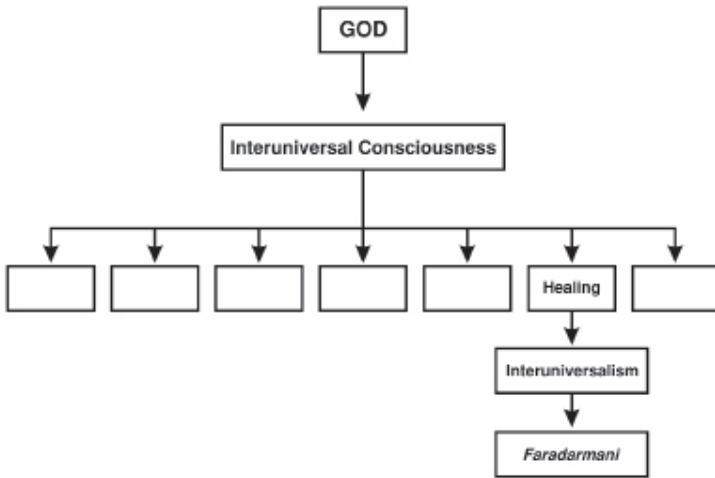 GOD
Interuniversal Consciousness
Healing
Interuniversalism
Faradarmani